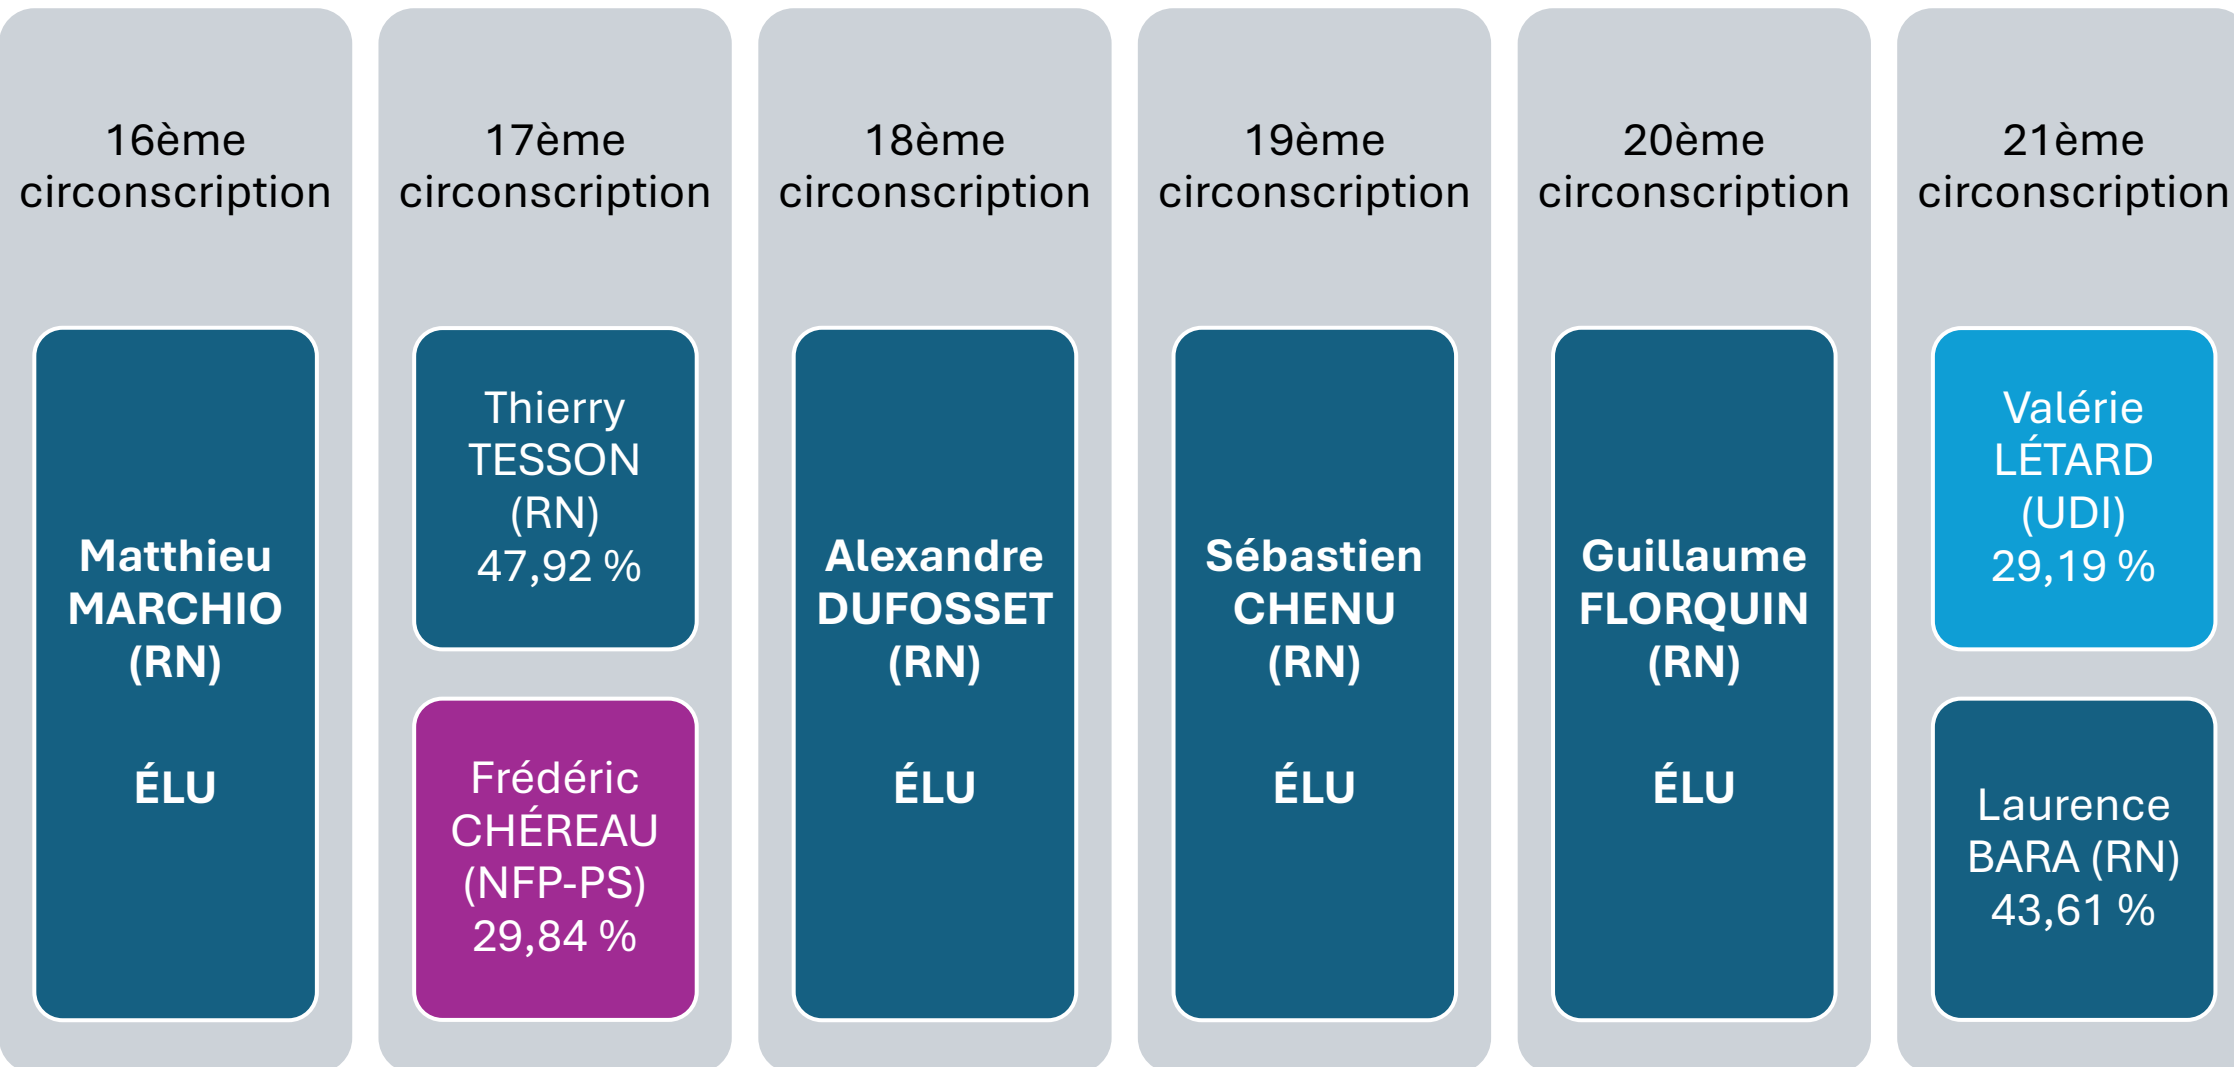 16ème
circonscription
Matthieu
MARCHIO
(RN)
ÉLU
17ème
circonscription
Thierry
TESSON
(RN)
47,92 %
Frédéric
CHÉREAU
(NFP-PS)
29,84 %
18ème
circonscription
Alexandre
DUFOSSET
(RN)
ÉLU
19ème
circonscription
Sébastien
CHENU
(RN)
ÉLU
20ème
circonscription
Guillaume
FLORQUIN
(RN)
ÉLU
21ème
circonscription
Valérie
LÉTARD
(UDI)
29,19 %
Laurence
BARA (RN)
43,61 %